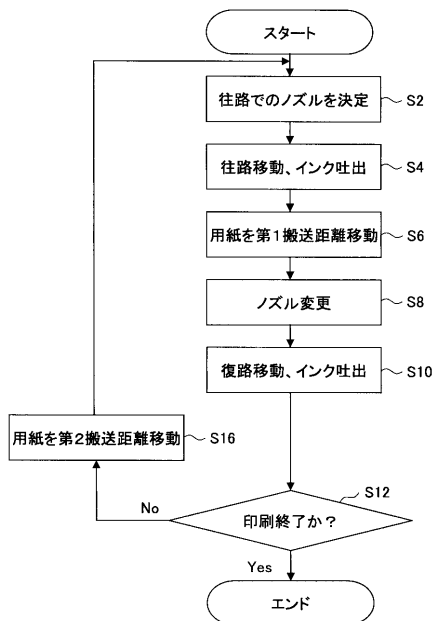 スタート
往路でのノズルを決定
S2
往路移動、インク吐出
S4
用紙を第1搬送距離移動
S6
ノズル変更
S8
復路移動、インク吐出
S10
用紙を第2搬送距離移動
S16
S12
印刷終了か？
No
Yes
エンド